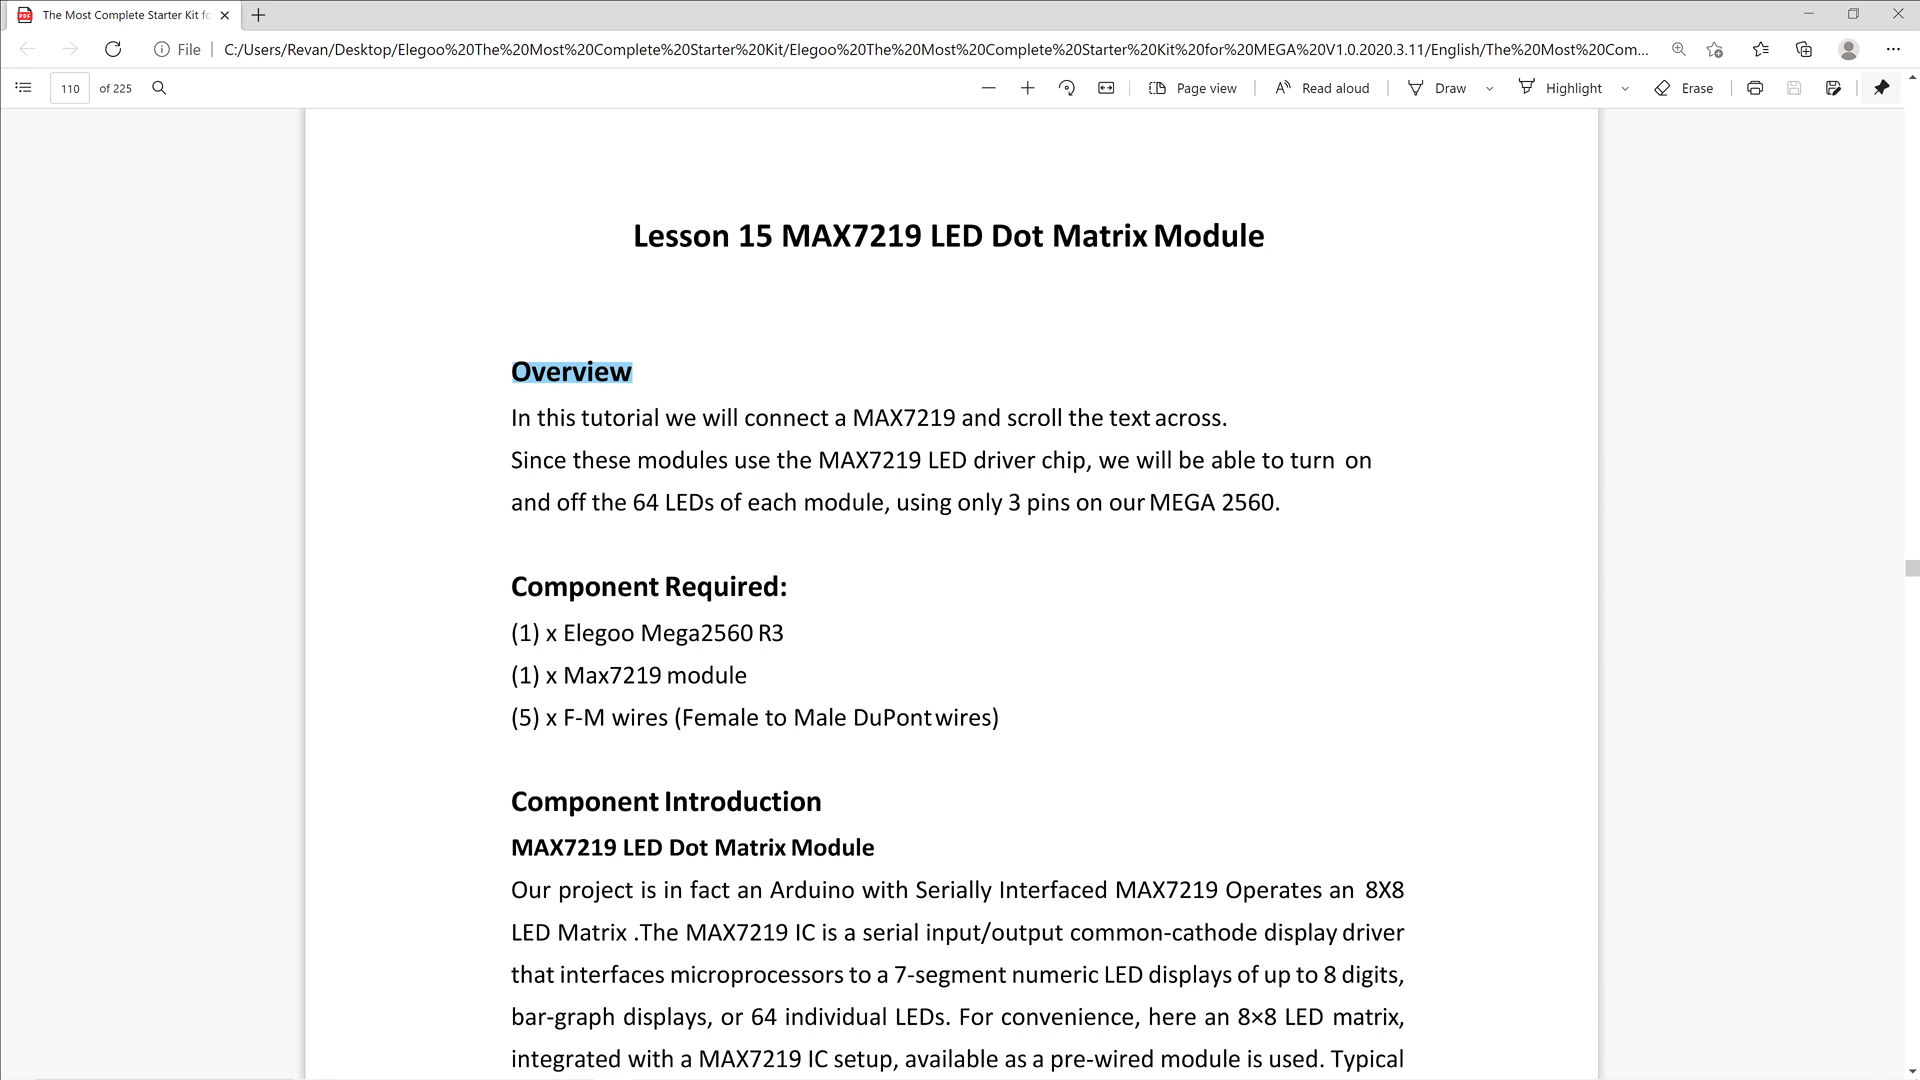 The Most Complete Starter Kit fo
File
C:/Users/Revan/Desktop/Elegoo%20The%20Most%20Complete%20Starter%20Kit/Elegoo%20The%20Most%20Complete%20Starter%20Kit%20for%20MEGA%20V1.0.2020.3.11/English/The%20Most%20Com...
110 of 225 Page view Read aloud Draw Highlight Erase
Lesson 15 MAX7219 LED Dot Matrix Module
Overview
In this tutorial we will connect a MAX7219 and scroll the text across.
Since these modules use the MAX7219 LED driver chip, we will be able to turn on
and off the 64 LEDs of each module, using only 3 pins on our MEGA 2560.
Component Required:
(1) x Elegoo Mega2560 R3
(1) x Max7219 module
(5) x F-M wires (Female to Male DuPont wires)
Component Introduction
MAX7219 LED Dot Matrix Module
Our project is in fact an Arduino with Serially Interfaced MAX7219 Operates an 8X8
LED Matrix .The MAX7219 IC is a serial input/output common-cathode display driver
that interfaces microprocessors to a 7-segment numeric LED displays of up to 8 digits,
bar-graph displays, or 64 individual LEDs. For convenience, here an 8×8 LED matrix,
integrated with a MAX7219 IC setup, available as a pre-wired module is used. Typical